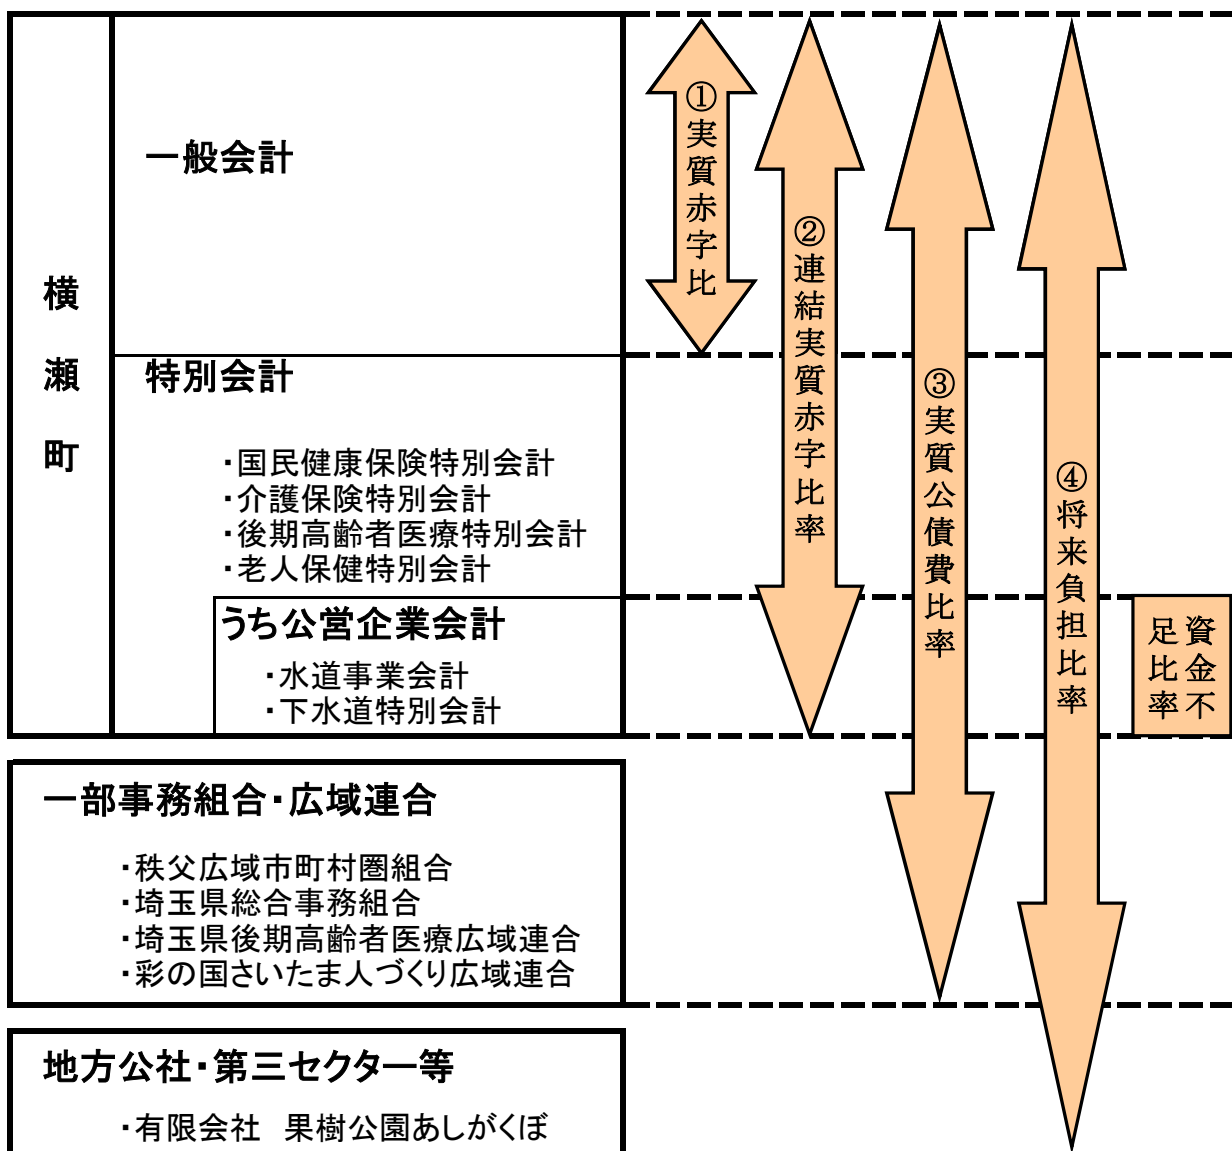 横瀬町
一般会計
特別会計
・国民健康保険特別会計
・介護保険特別会計
・後期高齢者医療特別会計
・老人保健特別会計
うち公営企業会計
・水道事業会計
・下水道特別会計
一部事務組合・広域連合
・秩父広域市町村圏組合
・埼玉県総合事務組合
・埼玉県後期高齢者医療広域連合
・彩の国さいたま人づくり広域連合
地方公社・第三セクター等
・有限会社　果樹公園あしがくぼ
①実質赤字比
②連結実質赤字比率
③実質公債費比率
④将来負担比率
資金不
足比率